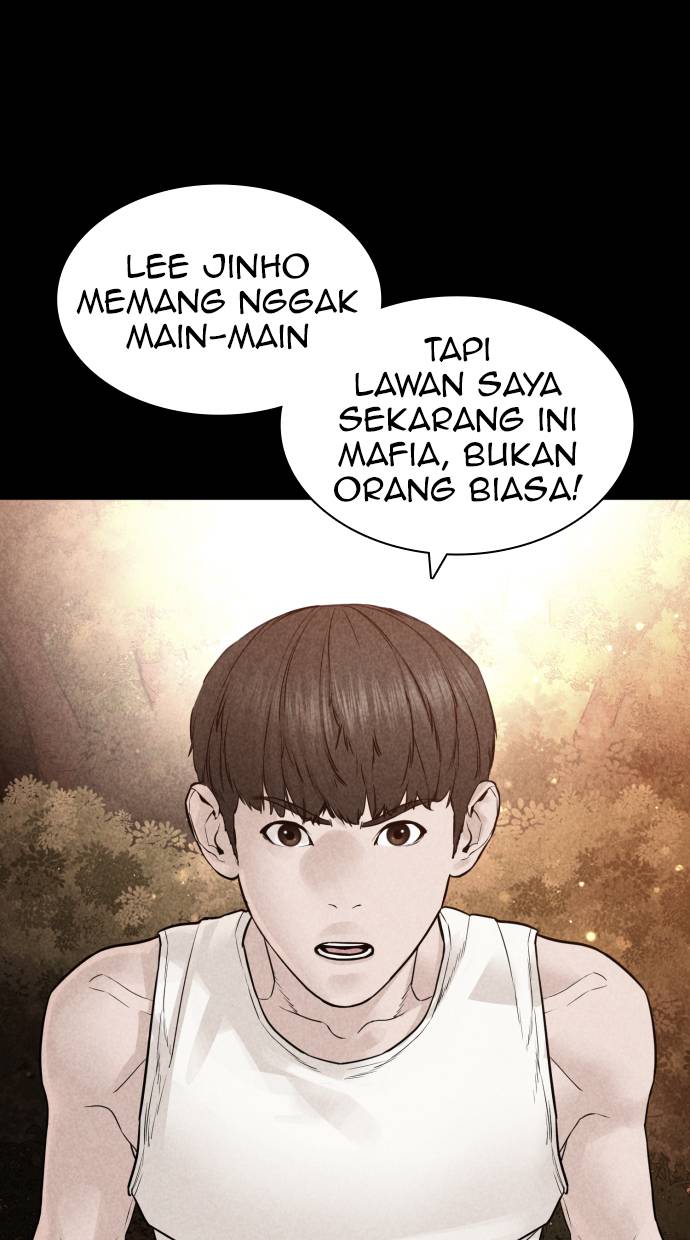 LEE JINHO
MEMANG NGGAK
MAIN-MAIN
TAPI
LAWAN SAYA
SEKARANG INI
MAFIA, BUKAN
ORANG BIASA!